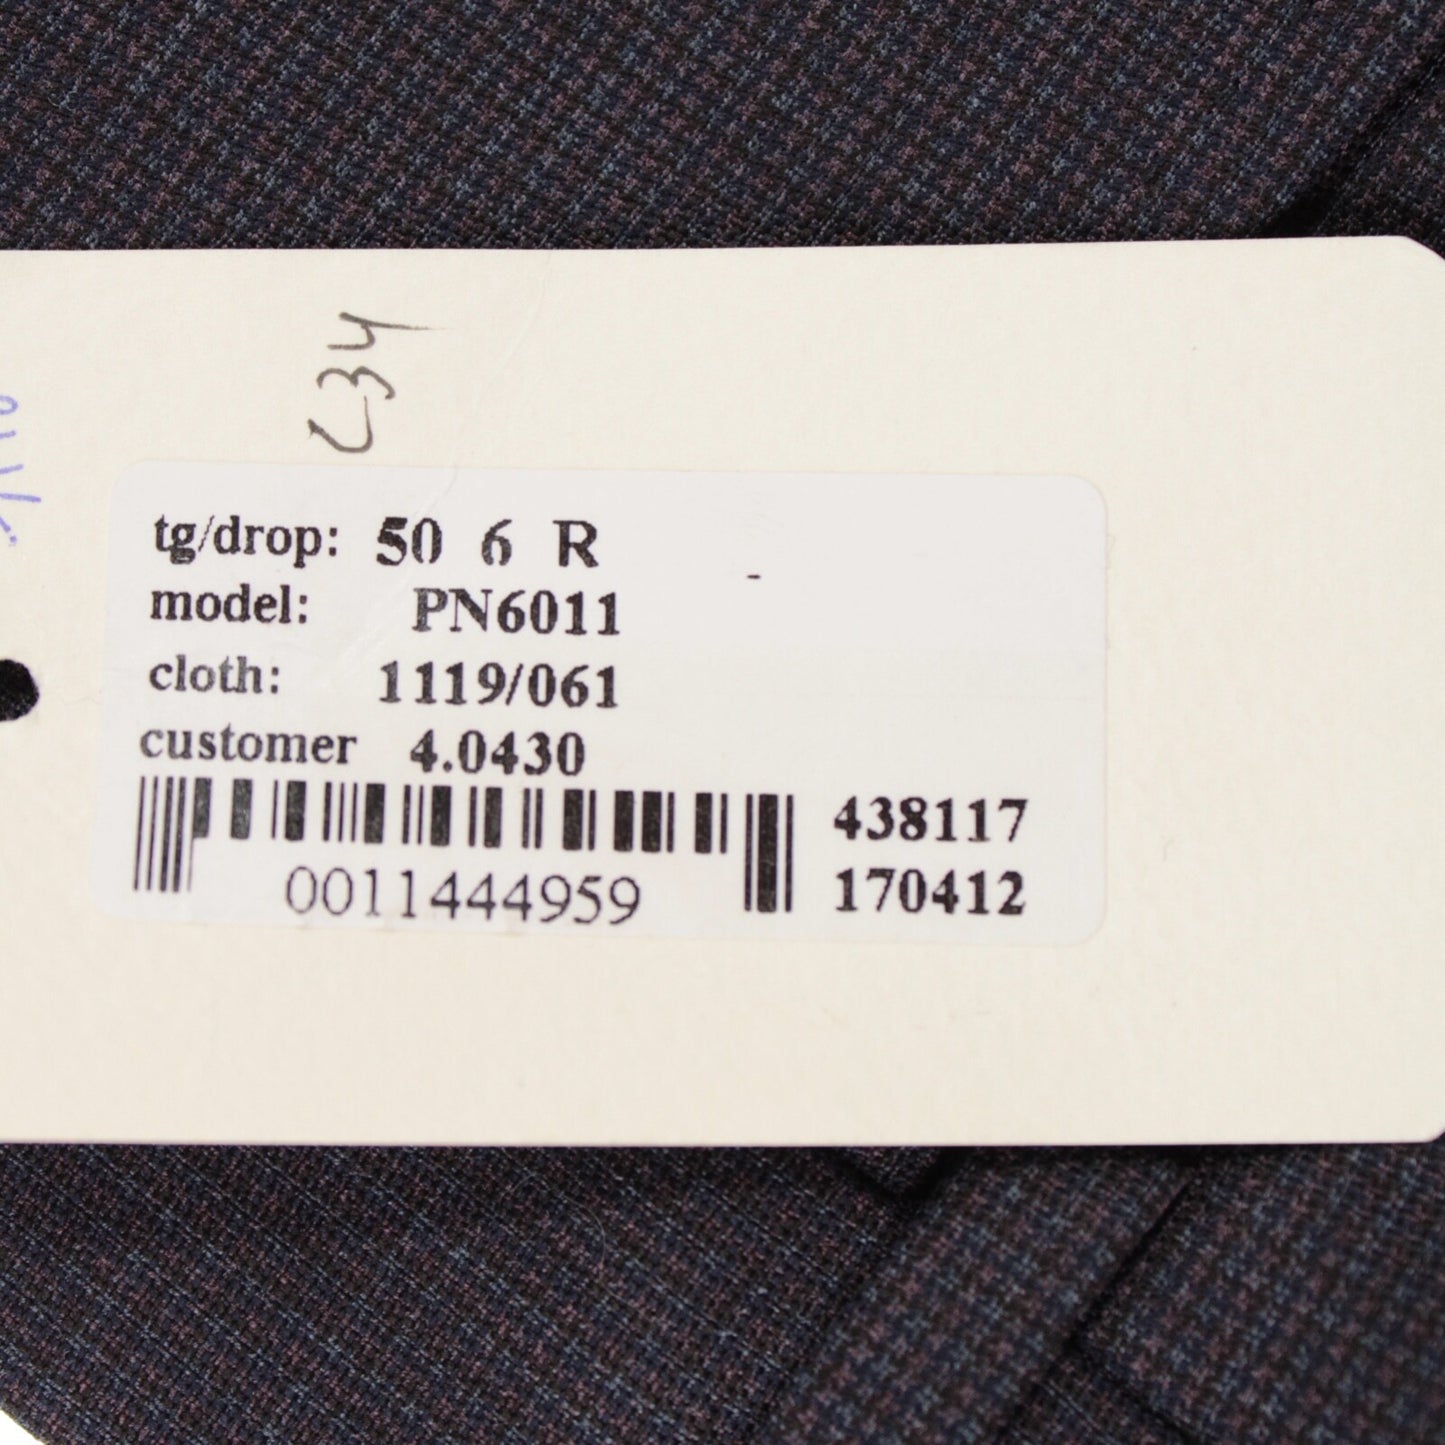 C34
tg/drop: 50 6 R
model: PN6011
cloth: 1119/061
customer 4.0430
438117
0011444959
170412